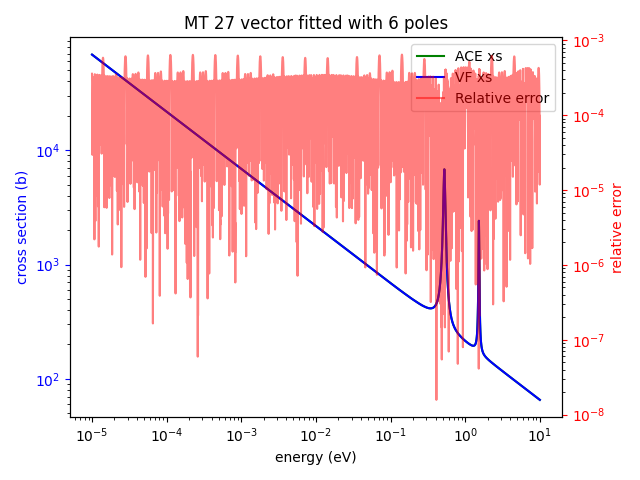 MT 27 vector fitted with 6 poles
ACE xs
VF xs
Relative error
cross section (b)
10⁴
10³
10²
10⁻³
10⁻⁴
10⁻⁵
10⁻⁶
10⁻⁷
10⁻⁸
relative error
10⁻⁵ 10⁻⁴ 10⁻³ 10⁻² 10⁻¹ 10⁰ 10¹
energy (eV)